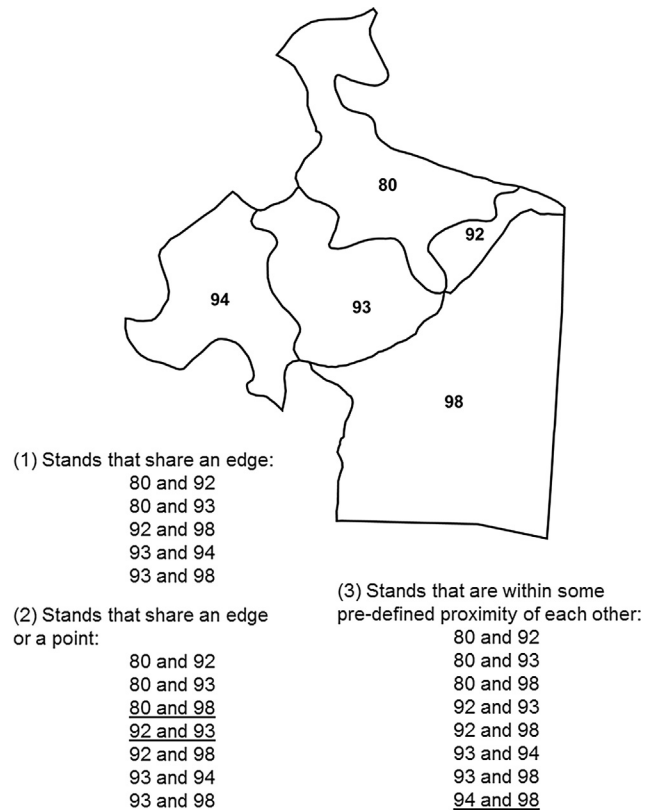 80
92
94
93
98
(1) Stands that share an edge:
80 and 92
80 and 93
92 and 98
93 and 94
93 and 98
(2) Stands that share an edge
or a point:
80 and 92
80 and 93
80 and 98
92 and 93
92 and 98
93 and 94
93 and 98
(3) Stands that are within some
pre-defined proximity of each other:
80 and 92
80 and 93
80 and 98
92 and 93
92 and 98
93 and 94
93 and 98
94 and 98